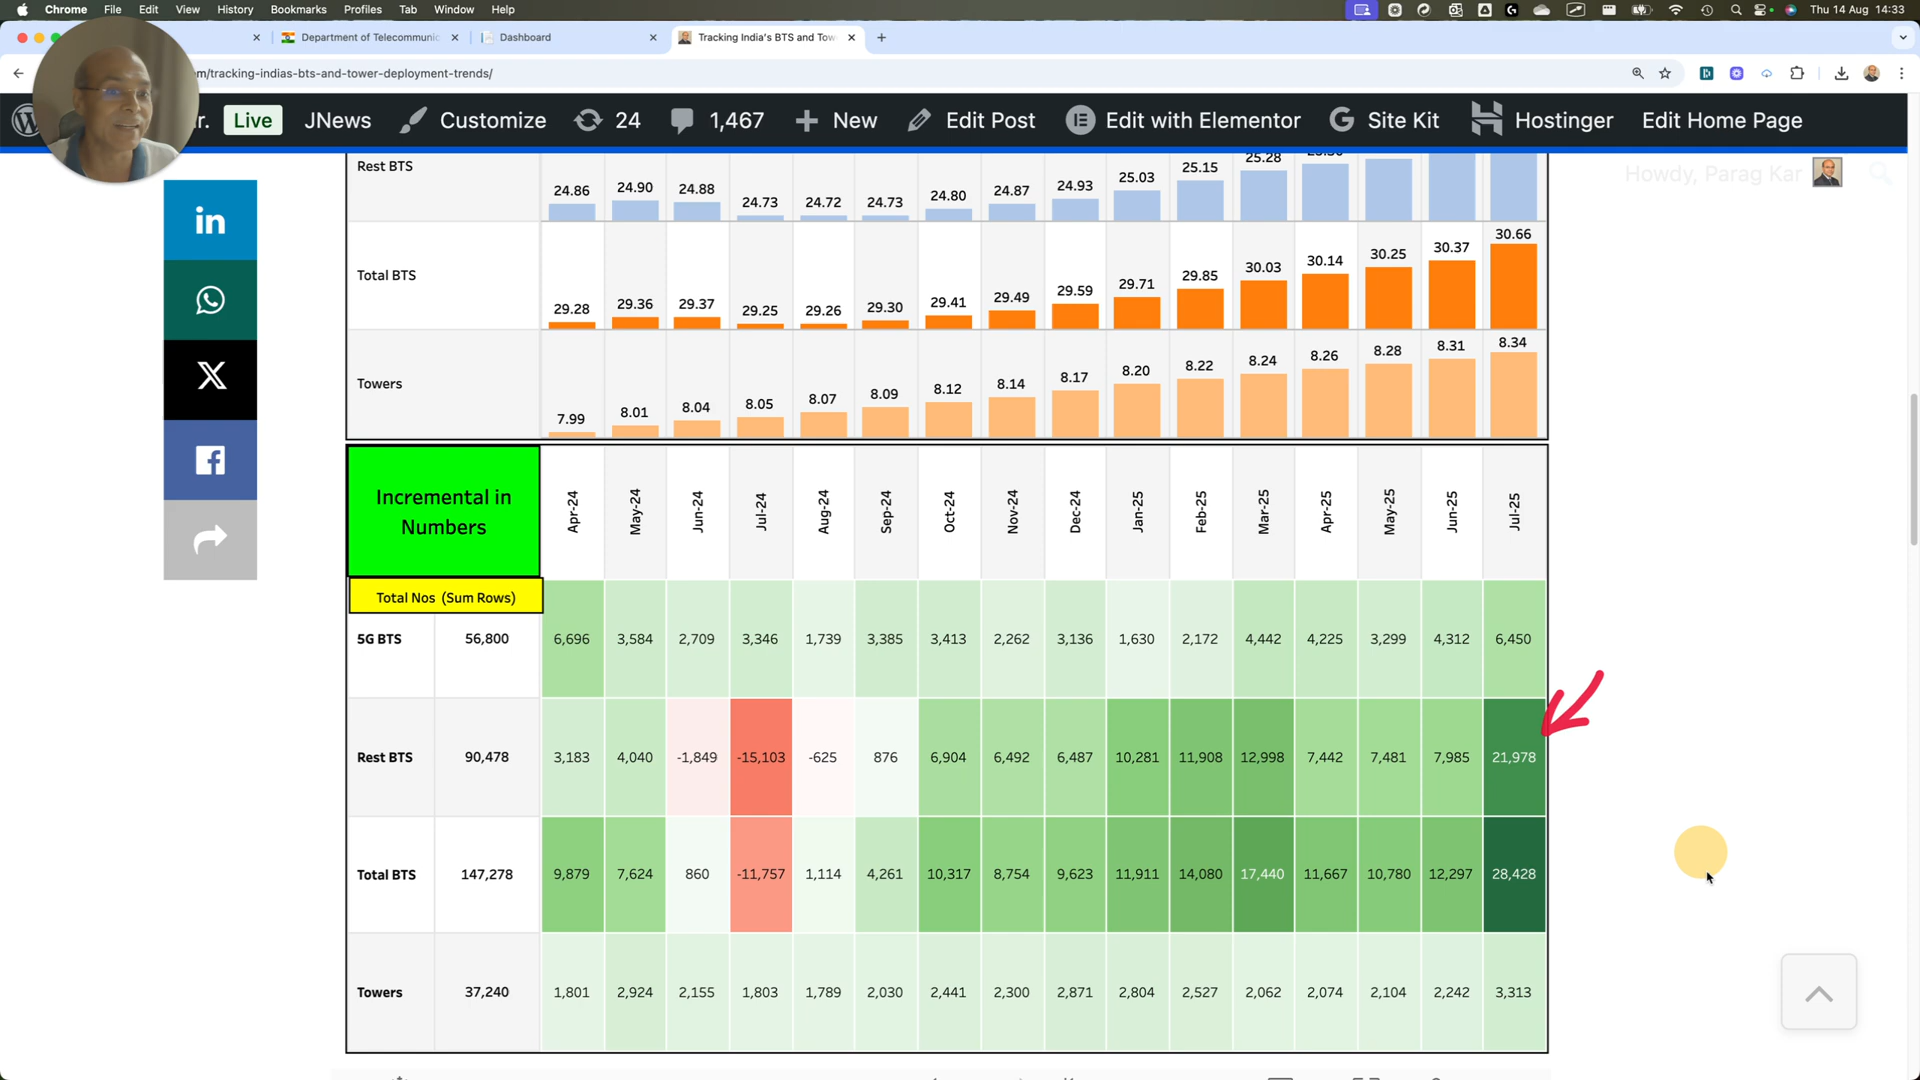 Chrome File Edit View History Bookmarks Profiles Tab Window Help Thu 14 Aug 14:33
Department of Telecommunic Dashboard Tracking India's BTS and Tow
m/tracking-indias-bts-and-tower-deployment-trends/
r. Live JNews Customize 24 1,467 New Edit Post Edit with Elementor Site Kit Hostinger Edit Home Page
Howdy, Parag Kar
Rest BTS
24.86 24.90 24.88 24.73 24.72 24.73 24.80 24.87 24.93 25.03 25.15 25.28
Total BTS
29.28 29.36 29.37 29.25 29.26 29.30 29.41 29.49 29.59 29.71 29.85 30.03 30.14 30.25 30.37 30.66
Towers
7.99 8.01 8.04 8.05 8.07 8.09 8.12 8.14 8.17 8.20 8.22 8.24 8.26 8.28 8.31 8.34
Incremental in
Numbers
Apr-24 May-24 Jun-24 Jul-24 Aug-24 Sep-24 Oct-24 Nov-24 Dec-24 Jan-25 Feb-25 Mar-25 Apr-25 May-25 Jun-25 Jul-25
Total Nos (Sum Rows)
5G BTS 56,800 6,696 3,584 2,709 3,346 1,739 3,385 3,413 2,262 3,136 1,630 2,172 4,442 4,225 3,299 4,312 6,450
Rest BTS 90,478 3,183 4,040 -1,849 -15,103 -625 876 6,904 6,492 6,487 10,281 11,908 12,998 7,442 7,481 7,985 21,978
Total BTS 147,278 9,879 7,624 860 -11,757 1,114 4,261 10,317 8,754 9,623 11,911 14,080 17,440 11,667 10,780 12,297 28,428
Towers 37,240 1,801 2,924 2,155 1,803 1,789 2,030 2,441 2,300 2,871 2,804 2,527 2,062 2,074 2,104 2,242 3,313